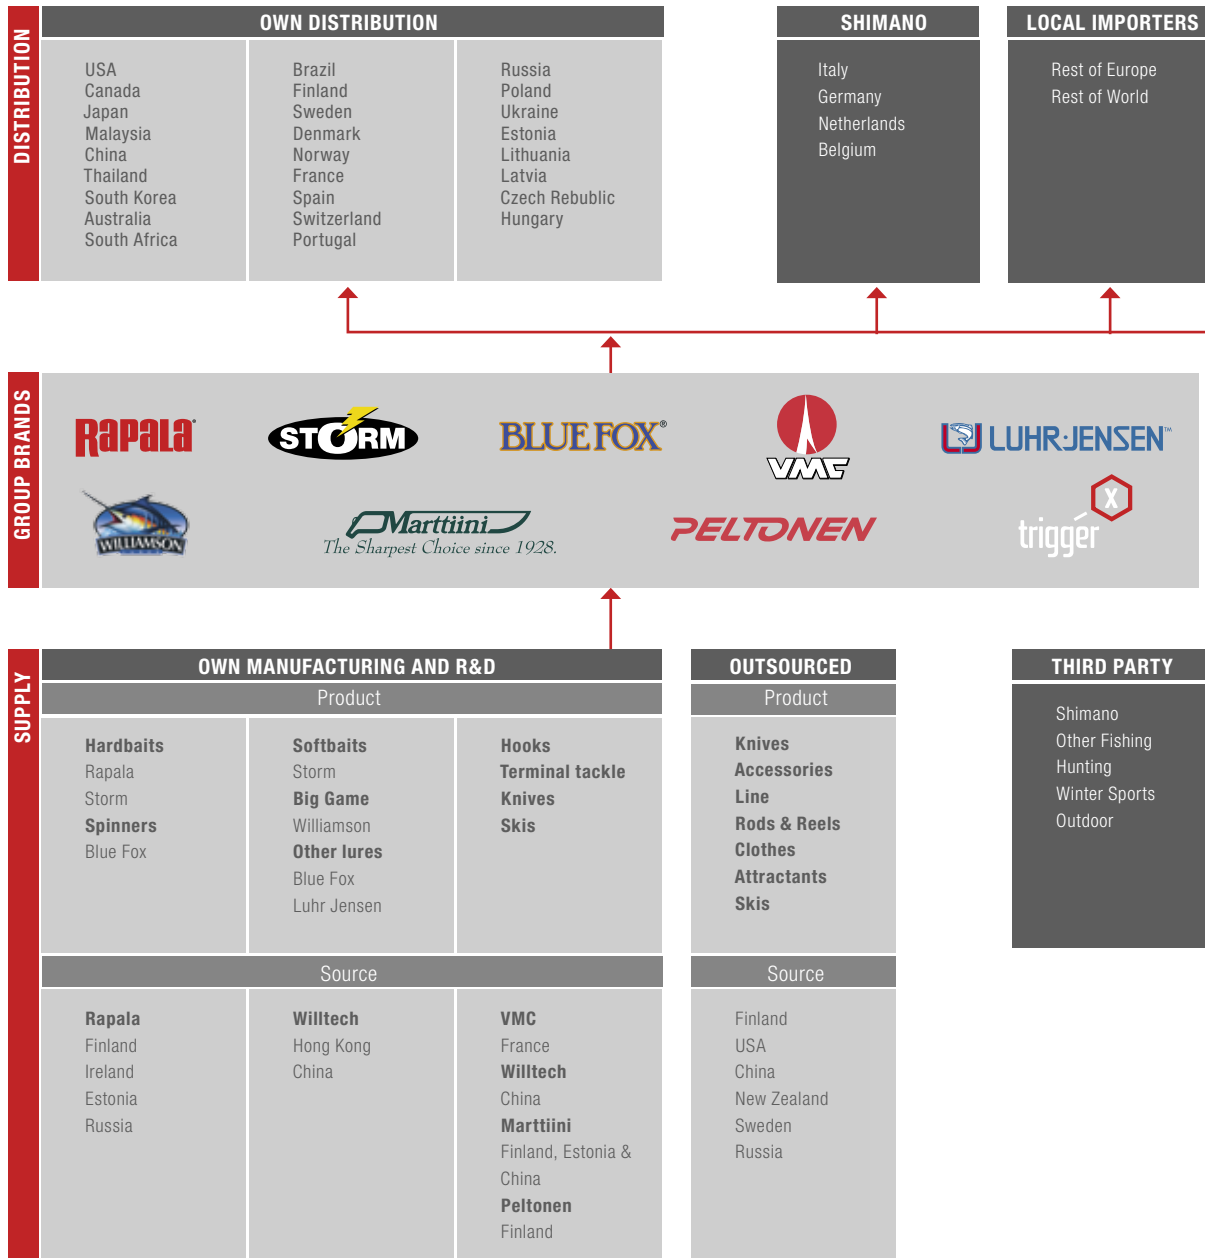 DISTRIBUTION
OWN DISTRIBUTION
USA
Canada
Japan
Malaysia
China
Thailand
South Korea
Australia
South Africa
Brazil
Finland
Sweden
Denmark
Norway
France
Spain
Switzerland
Portugal
Russia
Poland
Ukraine
Estonia
Lithuania
Latvia
Czech Rebublic
Hungary
SHIMANO
Italy
Germany
Netherlands
Belgium
LOCAL IMPORTERS
Rest of Europe
Rest of World
GROUP BRANDS
RAPALA®
STORM
BLUE FOX®
VMC
LUHR·JENSEN™
WILLIAMSON
Marttiini
The Sharpest Choice since 1928.
PELTONEN
trigger X
SUPPLY
OWN MANUFACTURING AND R&D
Product
Hardbaits
Rapala
Storm
Spinners
Blue Fox
Softbaits
Storm
Big Game
Williamson
Other lures
Blue Fox
Luhr Jensen
Hooks
Terminal tackle
Knives
Skis
Source
Rapala
Finland
Ireland
Estonia
Russia
Willtech
Hong Kong
China
VMC
France
Willtech
China
Marttiini
Finland, Estonia &
China
Peltonen
Finland
OUTSOURCED
Product
Knives
Accessories
Line
Rods & Reels
Clothes
Attractants
Skis
Source
Finland
USA
China
New Zealand
Sweden
Russia
THIRD PARTY
Shimano
Other Fishing
Hunting
Winter Sports
Outdoor